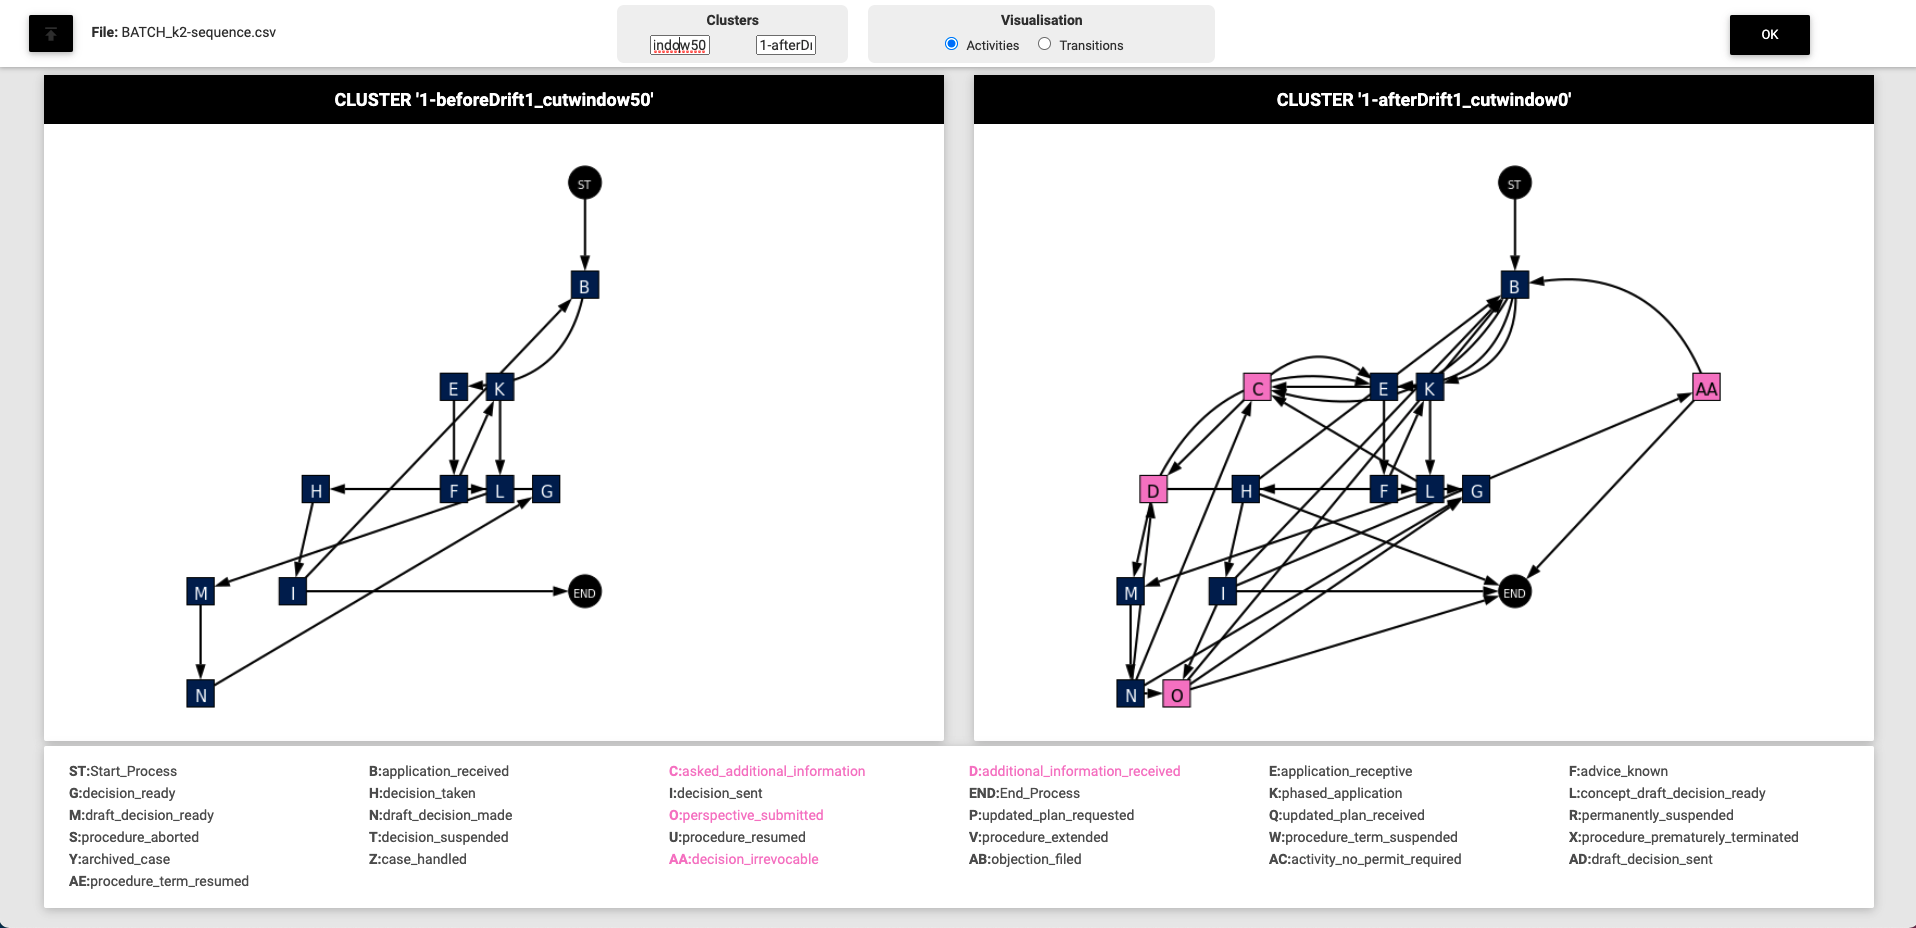 File: BATCH_k2-sequence.csv
Clusters
indow50 1-afterDr
Visualisation
Activities Transitions
OK
CLUSTER '1-beforeDrift1_cutwindow50'
ST
B
E K
H F L G
M I END
N
CLUSTER '1-afterDrift1_cutwindow0'
ST
B
C E K AA
D H F L G
M I END
N O
ST:Start_Process B:application_received C:asked_additional_information D:additional_information_received E:application_receptive F:advice_known
G:decision_ready H:decision_taken I:decision_sent END:End_Process K:phased_application L:concept_draft_decision_ready
M:draft_decision_ready N:draft_decision_made O:perspective_submitted P:updated_plan_requested Q:updated_plan_received R:permanently_suspended
S:procedure_aborted T:decision_suspended U:procedure_resumed V:procedure_extended W:procedure_term_suspended X:procedure_prematurely_terminated
Y:archived_case Z:case_handled AA:decision_irrevocable AB:objection_filed AC:activity_no_permit_required AD:draft_decision_sent
AE:procedure_term_resumed